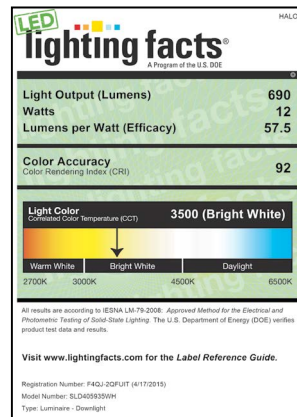 HALO
LED
lighting facts®
A Program of the U.S. DOE
Light Output (Lumens) 690
Watts 12
Lumens per Watt (Efficacy) 57.5
Color Accuracy
Color Rendering Index (CRI) 92
Light Color
Correlated Color Temperature (CCT) 3500 (Bright White)
Warm White Bright White Daylight
2700K 3000K 4500K 6500K
All results are according to IESNA LM-79-2008: Approved Method for the Electrical and
Photometric Testing of Solid-State Lighting. The U.S. Department of Energy (DOE) verifies
product test data and results.
Visit www.lightingfacts.com for the Label Reference Guide.
Registration Number: F4QJ-2QFUIT (4/17/2015)
Model Number: SLD405935WH
Type: Luminaire - Downlight